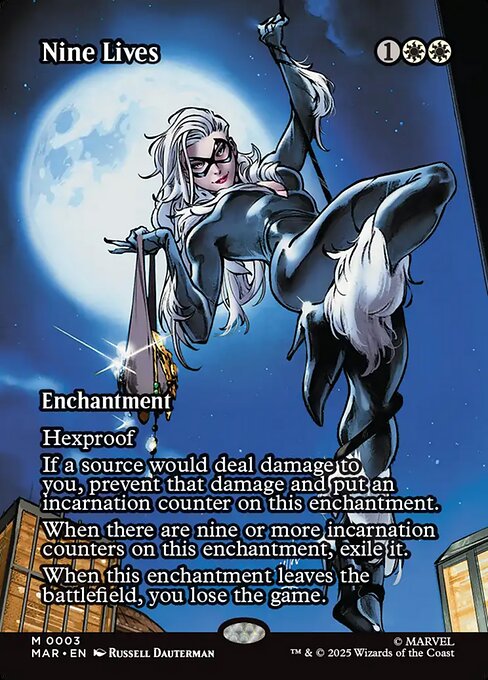 Nine Lives 1
Enchantment
Hexproof
If a source would deal damage to
you, prevent that damage and put an
incarnation counter on this enchantment.
When there are nine or more incarnation
counters on this enchantment, exile it.
When this enchantment leaves the
battlefield, you lose the game.
M 0003
MAR • EN RUSSELL DAUTERMAN
© MARVEL
™ & © 2025 Wizards of the Coast